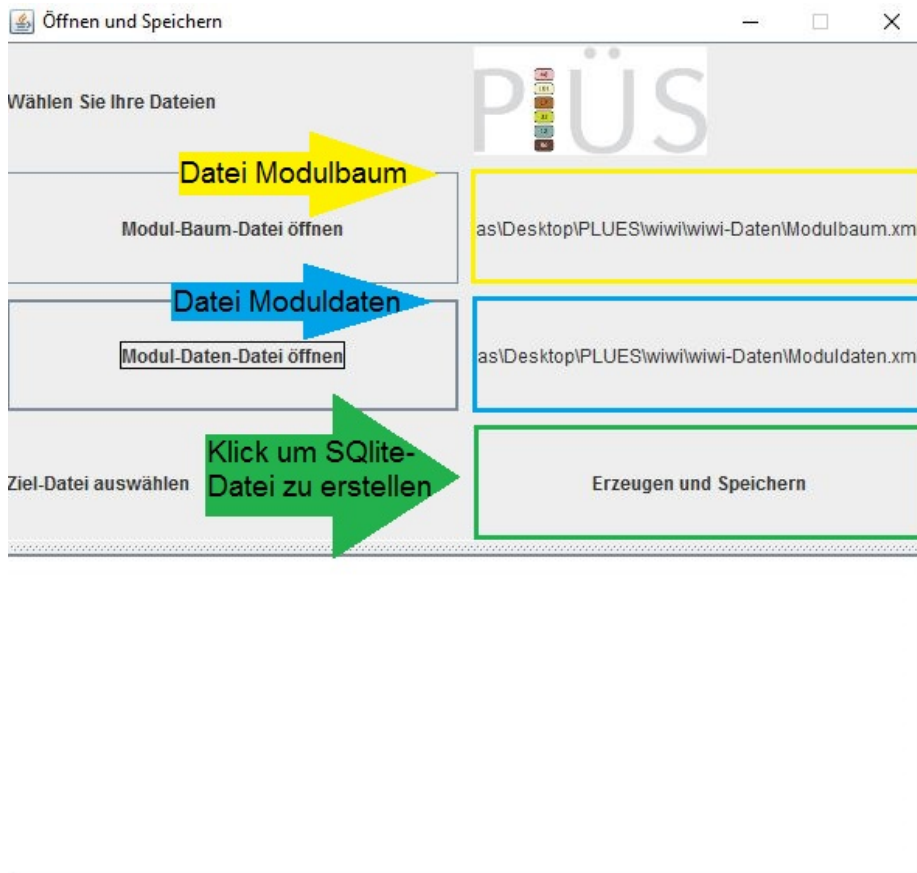 Öffnen und Speichern
Wählen Sie Ihre Dateien
PLÜS
Datei Modulbaum
Modul-Baum-Datei öffnen
as\Desktop\PLUES\wiwi\wiwi-Daten\Modulbaum.xm
Datei Moduldaten
Modul-Daten-Datei öffnen
as\Desktop\PLUES\wiwi\wiwi-Daten\Moduldaten.xm
Ziel-Datei auswählen
Klick um SQlite-
Datei zu erstellen
Erzeugen und Speichern